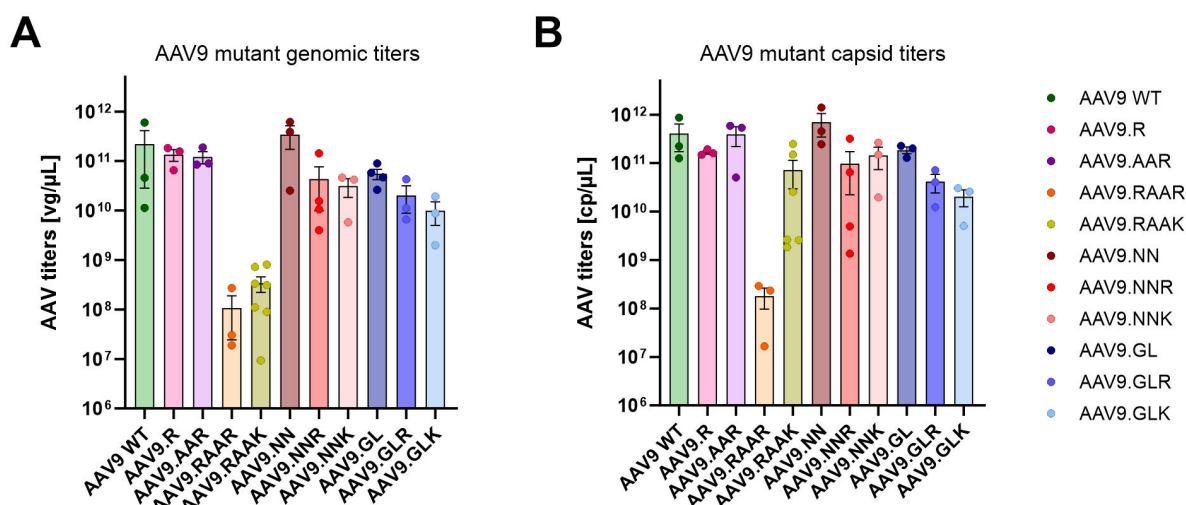 A
AAV9 mutant genomic titers
AAV titers [vg/µL]
10¹²
10¹¹
10¹⁰
10⁹
10⁸
10⁷
10⁶
AAV9 WT
AAV9.R
AAV9.AAR
AAV9.RAAR
AAV9.RAAK
AAV9.NN
AAV9.NNR
AAV9.NNK
AAV9.GL
AAV9.GLR
AAV9.GLK
B
AAV9 mutant capsid titers
AAV titers [cp/µL]
10¹²
10¹¹
10¹⁰
10⁹
10⁸
10⁷
10⁶
AAV9 WT
AAV9.R
AAV9.AAR
AAV9.RAAR
AAV9.RAAK
AAV9.NN
AAV9.NNR
AAV9.NNK
AAV9.GL
AAV9.GLR
AAV9.GLK
AAV9 WT
AAV9.R
AAV9.AAR
AAV9.RAAR
AAV9.RAAK
AAV9.NN
AAV9.NNR
AAV9.NNK
AAV9.GL
AAV9.GLR
AAV9.GLK